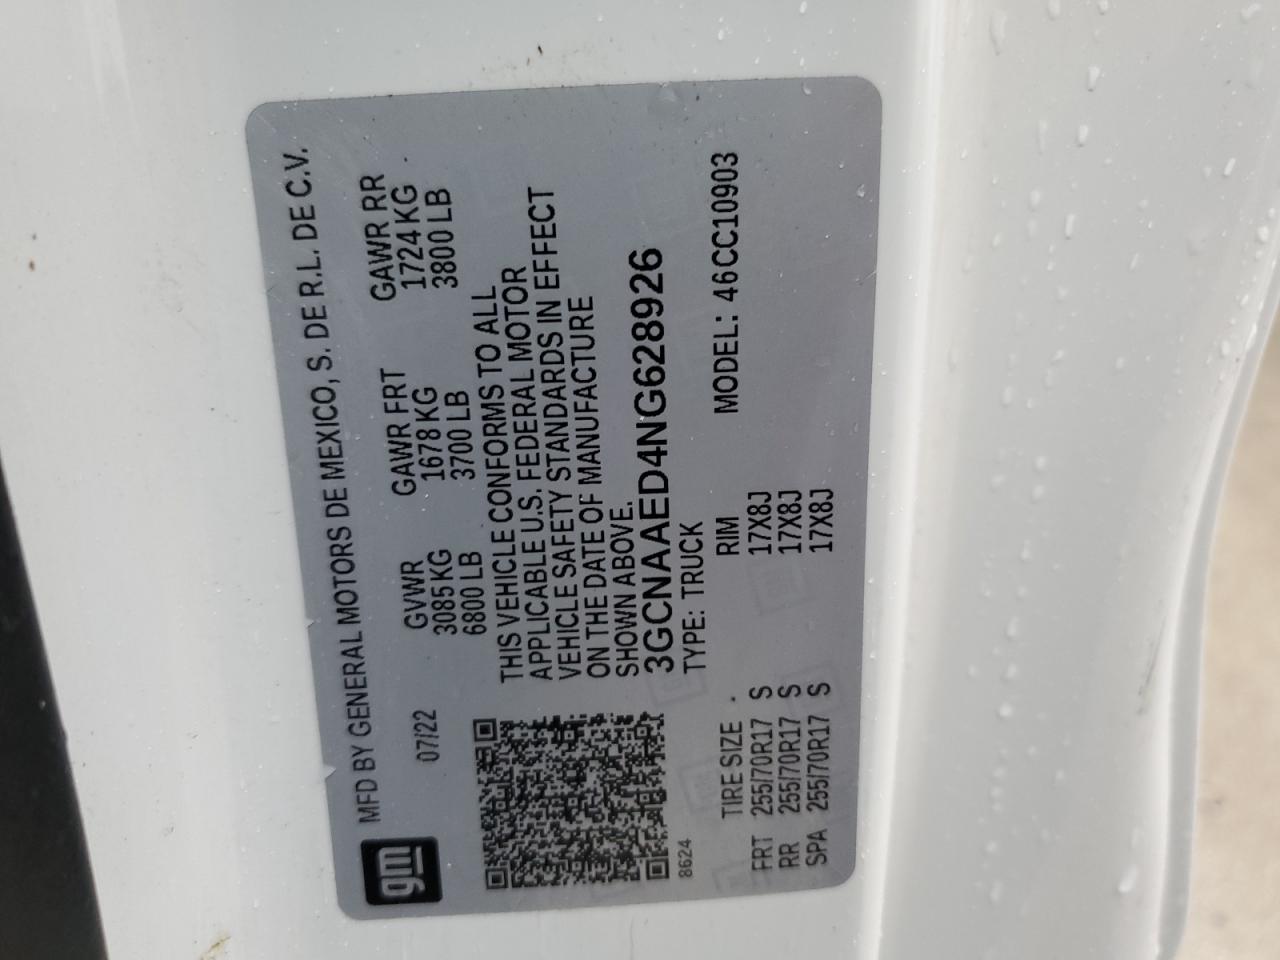 gm
MFD BY GENERAL MOTORS DE MEXICO, S. DE R.L. DE C.V.
07/22 GVWR GAWR FRT GAWR RR
3085 KG 1678 KG 1724 KG
6800 LB 3700 LB 3800 LB
THIS VEHICLE CONFORMS TO ALL
APPLICABLE U.S. FEDERAL MOTOR
VEHICLE SAFETY STANDARDS IN EFFECT
ON THE DATE OF MANUFACTURE
SHOWN ABOVE.
3GCNAAED4NG628926
8624 TYPE: TRUCK
TIRE SIZE RIM MODEL: 46CC10903
FRT 255/70R17 S 17X8J
RR 255/70R17 S 17X8J
SPA 255/70R17 S 17X8J